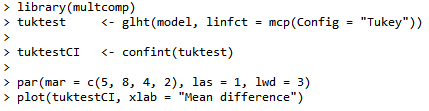 > library(multcomp)
> tuktest    <- glht(model, linfct = mcp(Config = "Tukey"))
>
> tuktestCI  <- confint(tuktest)
>
> par(mar = c(5, 8, 4, 2), las = 1, lwd = 3)
> plot(tuktestCI, xlab = "Mean difference")